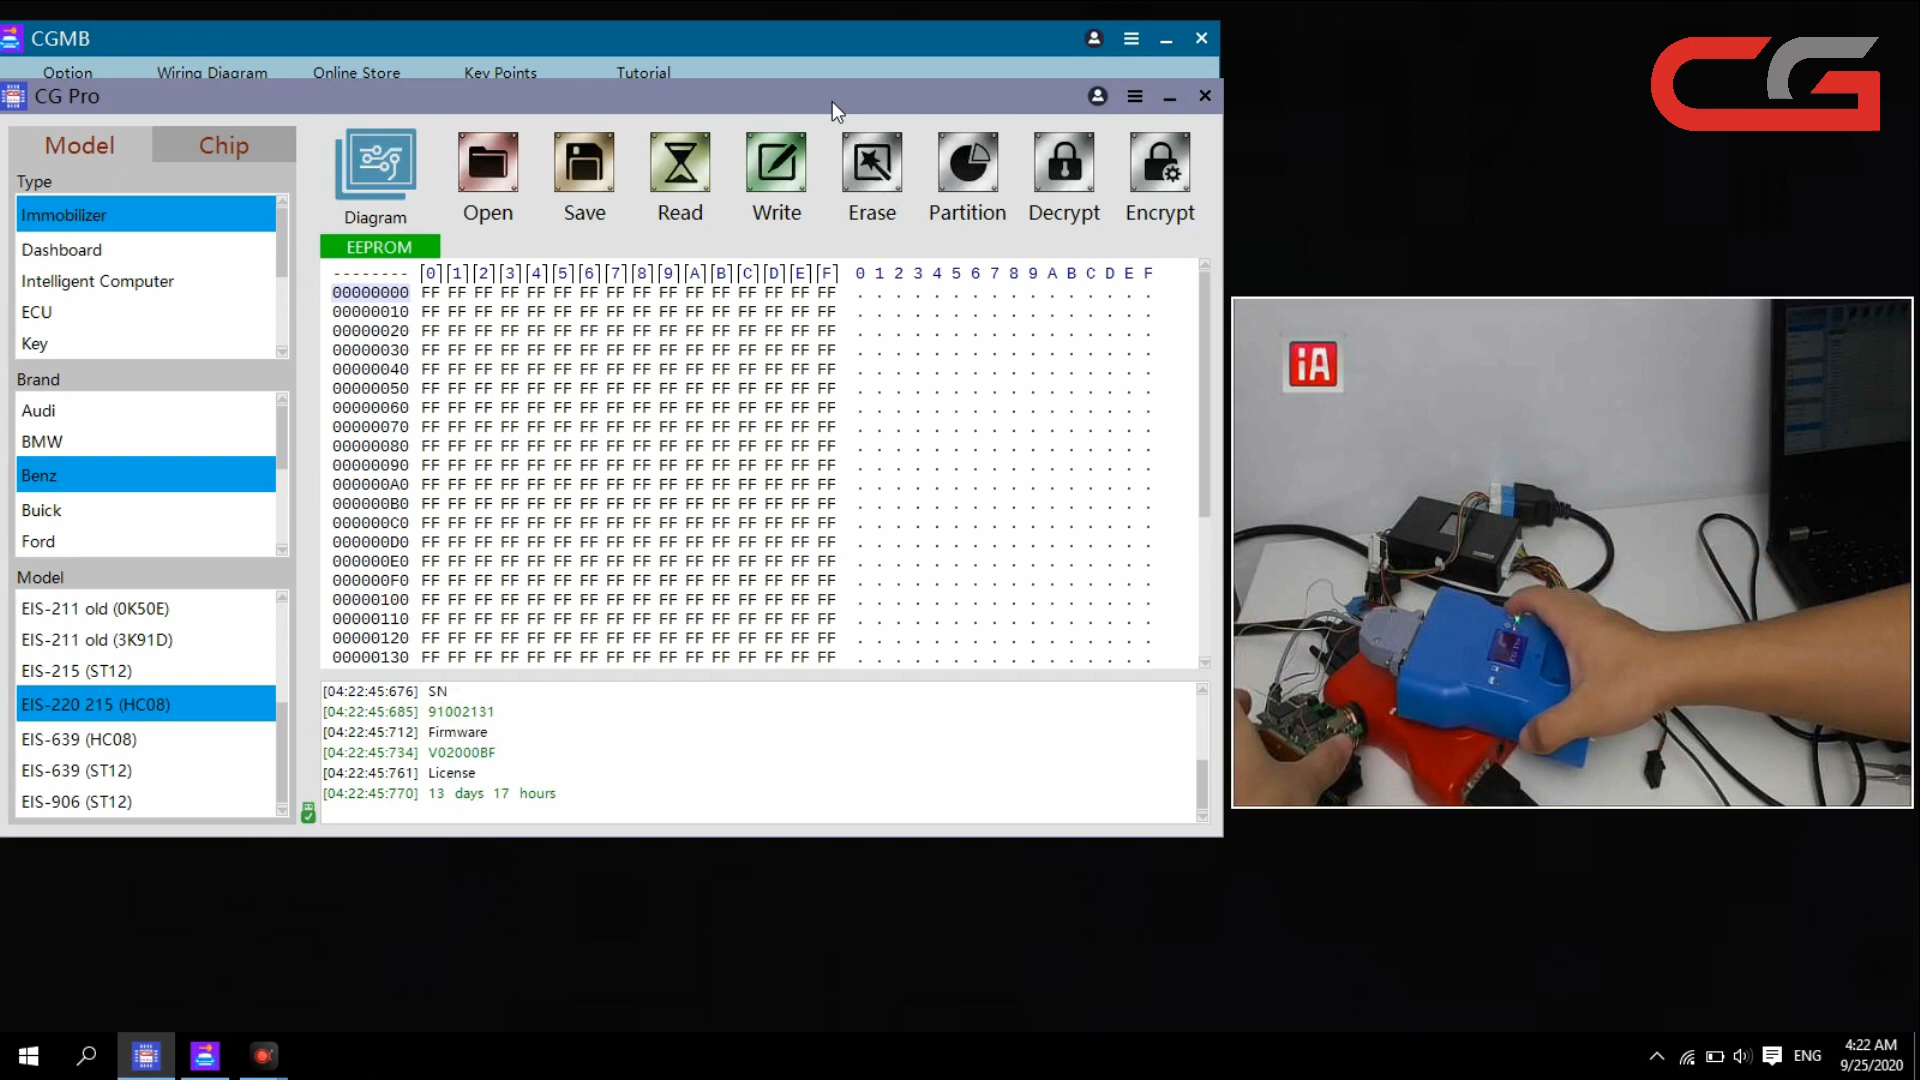 CGMB
Option Wiring Diagram Online Store Key Points Tutorial
CG Pro
Model Chip
Type
Immobilizer
Dashboard
Intelligent Computer
ECU
Key
Brand
Audi
BMW
Benz
Buick
Ford
Model
EIS-211 old (0K50E)
EIS-211 old (3K91D)
EIS-215 (ST12)
EIS-220 215 (HC08)
EIS-639 (HC08)
EIS-639 (ST12)
EIS-906 (ST12)
Diagram Open Save Read Write Erase Partition Decrypt Encrypt
EEPROM
-------- [0][1][2][3][4][5][6][7][8][9][A][B][C][D][E][F] 0 1 2 3 4 5 6 7 8 9 A B C D E F
00000000 FF FF FF FF FF FF FF FF FF FF FF FF FF FF FF FF . . . . . . . . . . . . . . . .
00000010 FF FF FF FF FF FF FF FF FF FF FF FF FF FF FF FF . . . . . . . . . . . . . . . .
00000020 FF FF FF FF FF FF FF FF FF FF FF FF FF FF FF FF . . . . . . . . . . . . . . . .
00000030 FF FF FF FF FF FF FF FF FF FF FF FF FF FF FF FF . . . . . . . . . . . . . . . .
00000040 FF FF FF FF FF FF FF FF FF FF FF FF FF FF FF FF . . . . . . . . . . . . . . . .
00000050 FF FF FF FF FF FF FF FF FF FF FF FF FF FF FF FF . . . . . . . . . . . . . . . .
00000060 FF FF FF FF FF FF FF FF FF FF FF FF FF FF FF FF . . . . . . . . . . . . . . . .
00000070 FF FF FF FF FF FF FF FF FF FF FF FF FF FF FF FF . . . . . . . . . . . . . . . .
00000080 FF FF FF FF FF FF FF FF FF FF FF FF FF FF FF FF . . . . . . . . . . . . . . . .
00000090 FF FF FF FF FF FF FF FF FF FF FF FF FF FF FF FF . . . . . . . . . . . . . . . .
000000A0 FF FF FF FF FF FF FF FF FF FF FF FF FF FF FF FF . . . . . . . . . . . . . . . .
000000B0 FF FF FF FF FF FF FF FF FF FF FF FF FF FF FF FF . . . . . . . . . . . . . . . .
000000C0 FF FF FF FF FF FF FF FF FF FF FF FF FF FF FF FF . . . . . . . . . . . . . . . .
000000D0 FF FF FF FF FF FF FF FF FF FF FF FF FF FF FF FF . . . . . . . . . . . . . . . .
000000E0 FF FF FF FF FF FF FF FF FF FF FF FF FF FF FF FF . . . . . . . . . . . . . . . .
000000F0 FF FF FF FF FF FF FF FF FF FF FF FF FF FF FF FF . . . . . . . . . . . . . . . .
00000100 FF FF FF FF FF FF FF FF FF FF FF FF FF FF FF FF . . . . . . . . . . . . . . . .
00000110 FF FF FF FF FF FF FF FF FF FF FF FF FF FF FF FF . . . . . . . . . . . . . . . .
00000120 FF FF FF FF FF FF FF FF FF FF FF FF FF FF FF FF . . . . . . . . . . . . . . . .
00000130 FF FF FF FF FF FF FF FF FF FF FF FF FF FF FF FF . . . . . . . . . . . . . . . .
[04:22:45:676] SN
[04:22:45:685] 91002131
[04:22:45:712] Firmware
[04:22:45:734] V02000BF
[04:22:45:761] License
[04:22:45:770] 13 days 17 hours
CG
iA
ENG
4:22 AM
9/25/2020